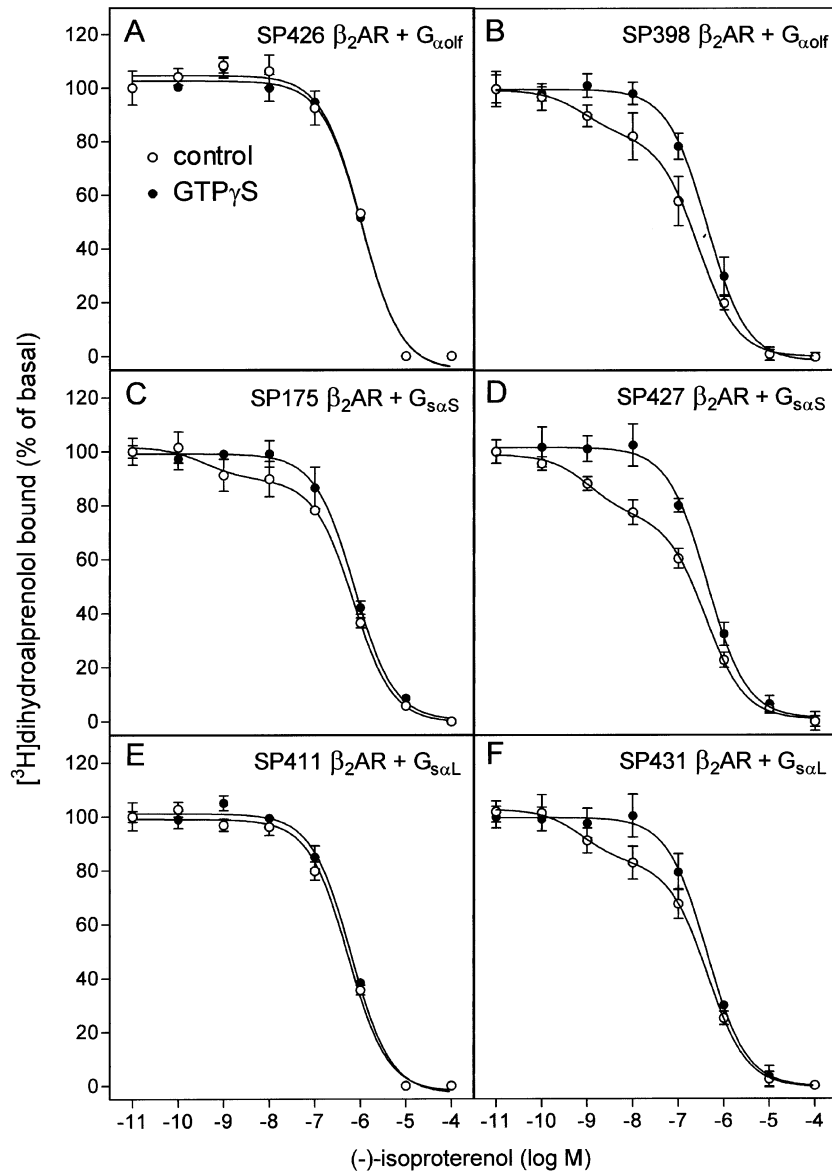 A
SP426 β₂AR + Gαolf
B
SP398 β₂AR + Gαolf
control
GTPγS
120
100
80
60
40
20
0
C
SP175 β₂AR + GsαS
D
SP427 β₂AR + GsαS
120
100
80
60
40
20
0
E
SP411 β₂AR + GsαL
F
SP431 β₂AR + GsαL
120
100
80
60
40
20
0
[³H]dihydroalprenolol bound (% of basal)
-11 -10 -9 -8 -7 -6 -5 -4 -11 -10 -9 -8 -7 -6 -5 -4
(-)-isoproterenol (log M)